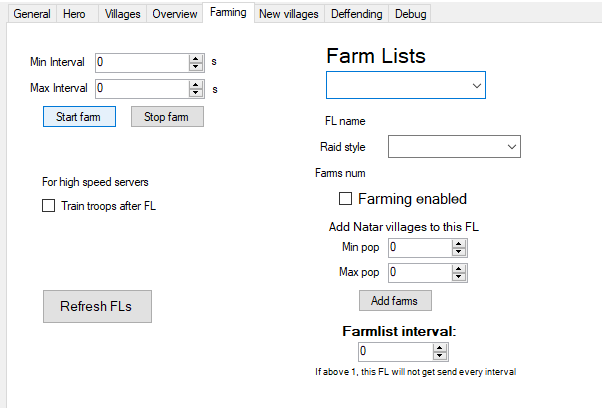 General Hero Villages Overview Farming New villages Deffending Debug
Min Interval 0 s
Max Interval 0 s
Start farm Stop farm
For high speed servers
Train troops after FL
Refresh FLs
Farm Lists
FL name
Raid style
Farms num
Farming enabled
Add Natar villages to this FL
Min pop 0
Max pop 0
Add farms
Farmlist interval:
0
If above 1, this FL will not get send every interval